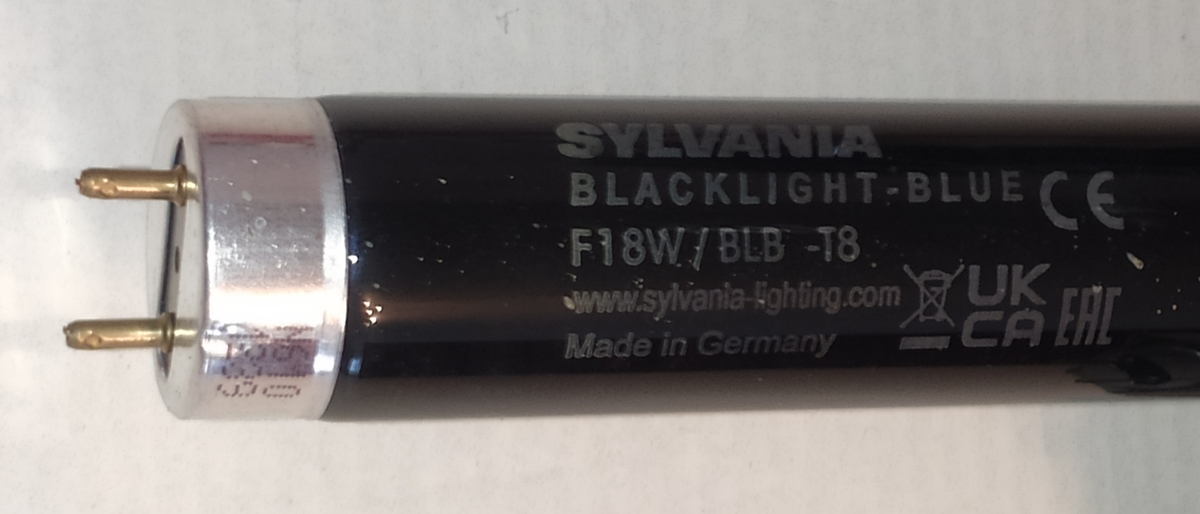 SYLVANIA
BLACKLIGHT-BLUE CE
F18W/BLB -T8
www.sylvania-lighting.com
UK
CA EAC
Made in Germany